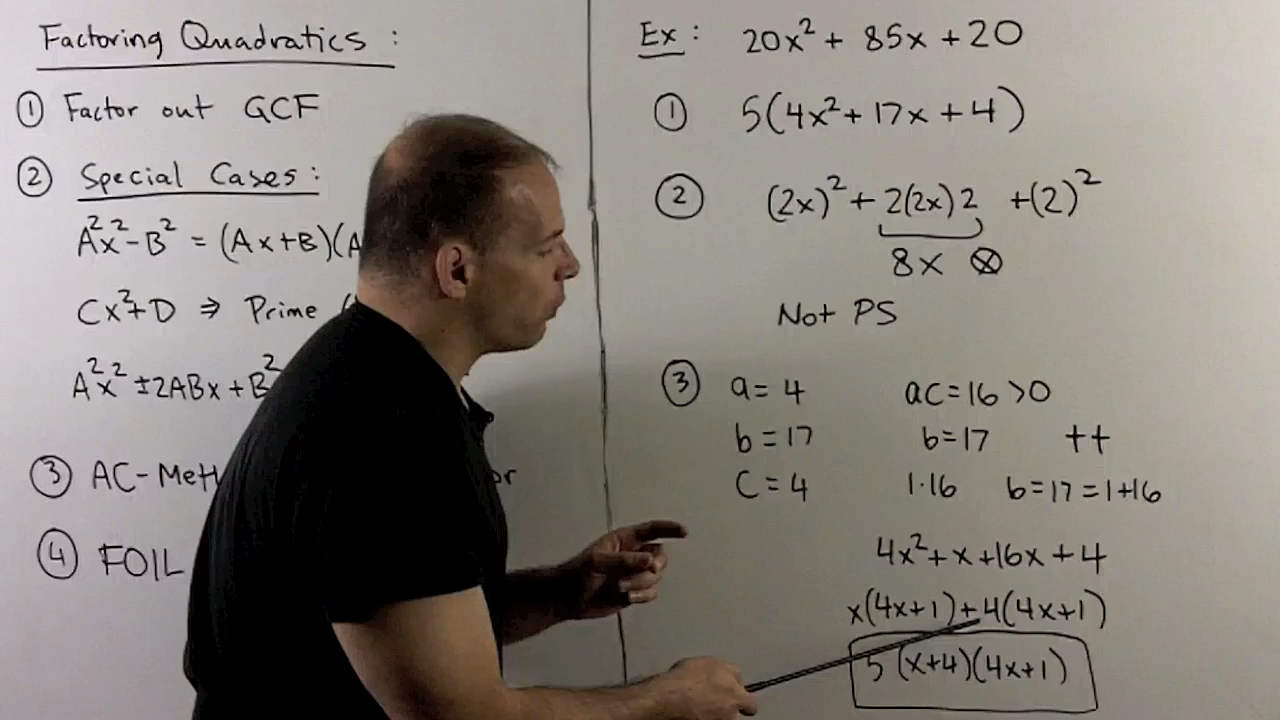 Factoring Quadratics :
① Factor out GCF
② Special Cases:
A²x²-B² = (Ax+B)(A
Cx²+D ⇒ Prime (
A²x² ±2ABx+B²
③ AC-Met
④ FOIL
Ex: 20x² + 85x + 20
① 5(4x² + 17x + 4)
② (2x)² + 2(2x)2 + (2)²
8x ⊗
Not PS
③ a = 4 ac = 16 > 0
b = 17 b = 17 ++
c = 4 1·16 b = 17 = 1+16
4x² + x + 16x + 4
x(4x+1) + 4(4x+1)
5 (x+4)(4x+1)